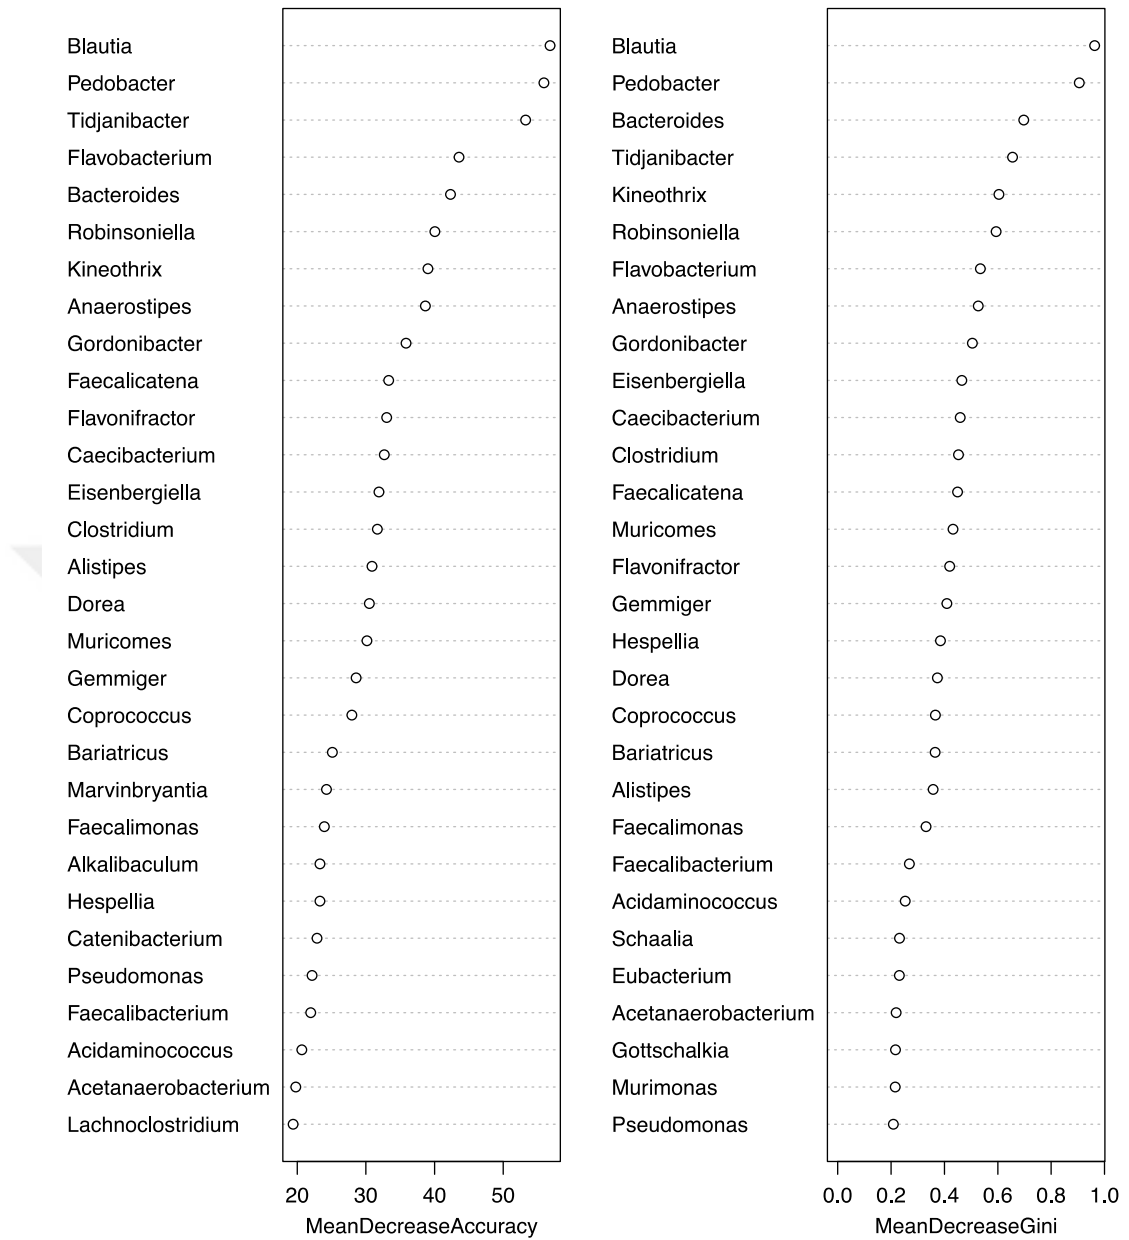 Blautia
Pedobacter
Tidjanibacter
Flavobacterium
Bacteroides
Robinsoniella
Kineothrix
Anaerostipes
Gordonibacter
Faecalicatena
Flavonifractor
Caecibacterium
Eisenbergiella
Clostridium
Alistipes
Dorea
Muricomes
Gemmiger
Coprococcus
Bariatricus
Marvinbryantia
Faecalimonas
Alkalibaculum
Hespellia
Catenibacterium
Pseudomonas
Faecalibacterium
Acidaminococcus
Acetanaerobacterium
Lachnoclostridium
20 30 40 50
MeanDecreaseAccuracy
Blautia
Pedobacter
Bacteroides
Tidjanibacter
Kineothrix
Robinsoniella
Flavobacterium
Anaerostipes
Gordonibacter
Eisenbergiella
Caecibacterium
Clostridium
Faecalicatena
Muricomes
Flavonifractor
Gemmiger
Hespellia
Dorea
Coprococcus
Bariatricus
Alistipes
Faecalimonas
Faecalibacterium
Acidaminococcus
Schaalia
Eubacterium
Acetanaerobacterium
Gottschalkia
Murimonas
Pseudomonas
0.0 0.2 0.4 0.6 0.8 1.0
MeanDecreaseGini